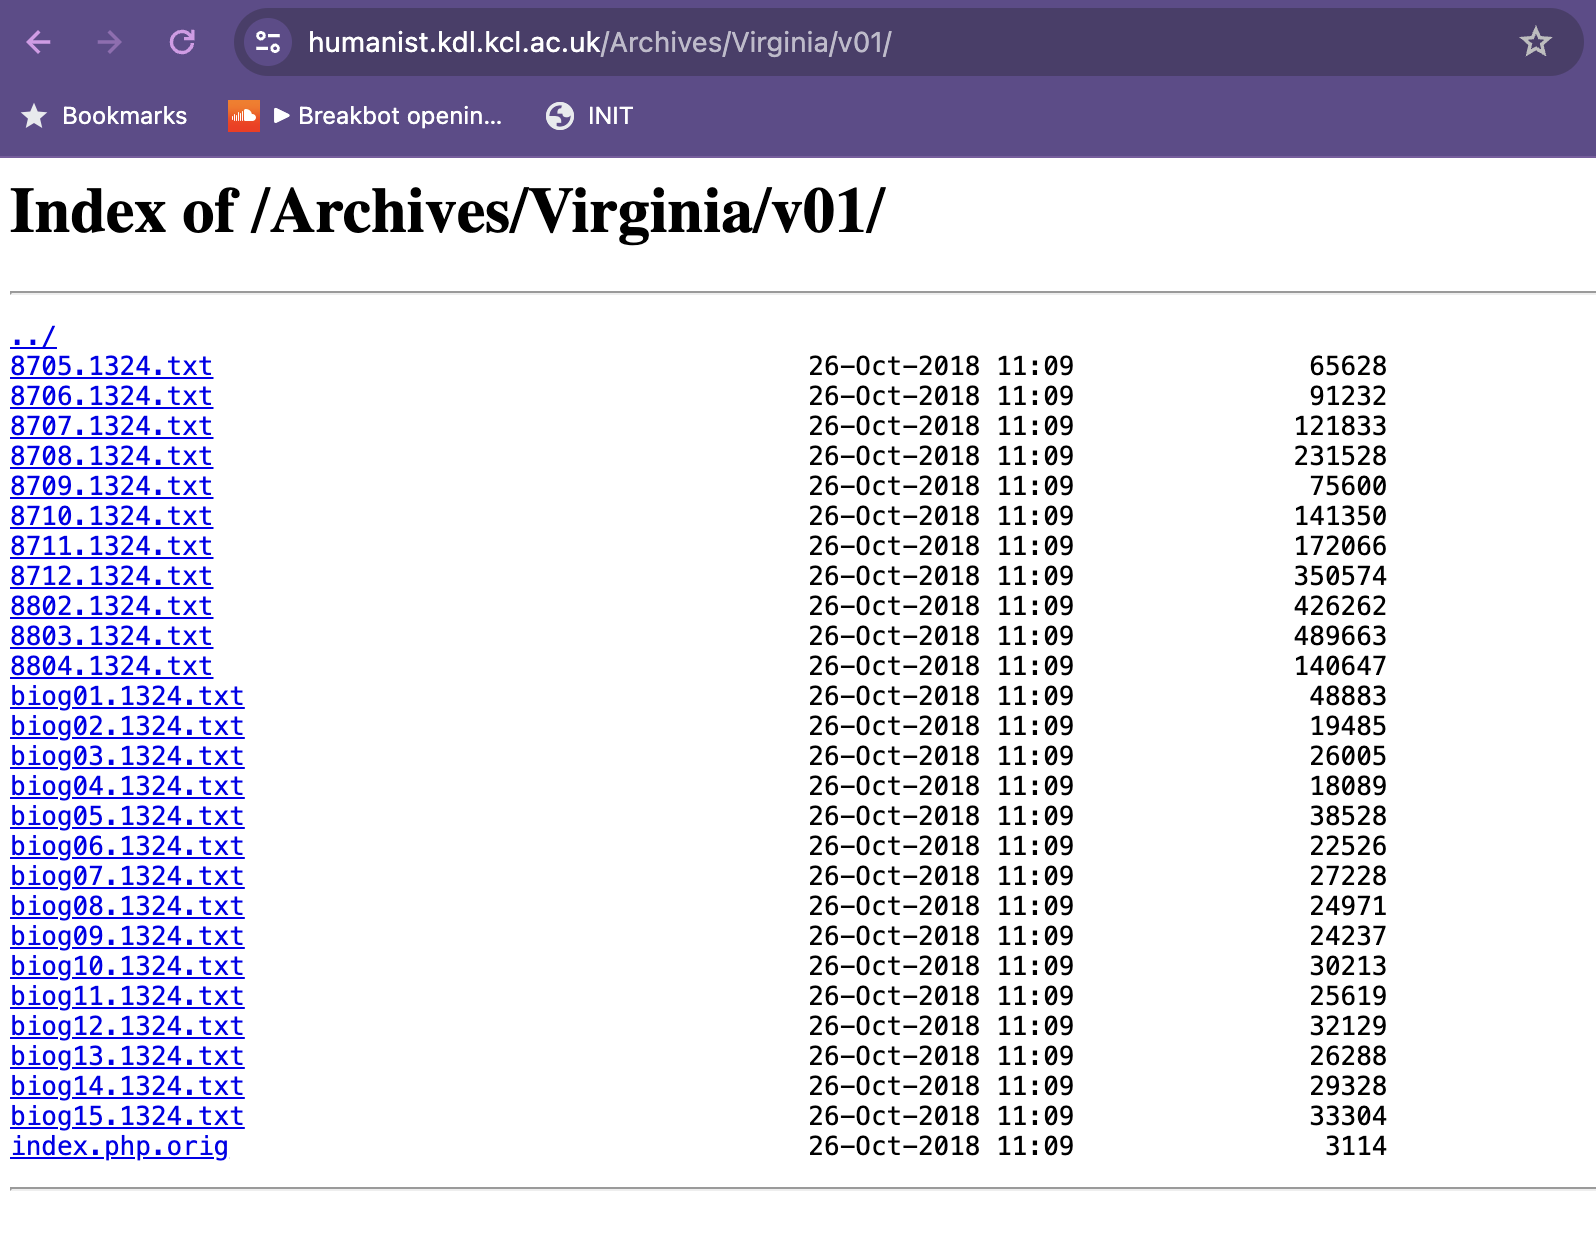 humanist.kdl.kcl.ac.uk/Archives/Virginia/v01/
Bookmarks ▶ Breakbot openin... INIT
Index of /Archives/Virginia/v01/
../
8705.1324.txt 26-Oct-2018 11:09 65628
8706.1324.txt 26-Oct-2018 11:09 91232
8707.1324.txt 26-Oct-2018 11:09 121833
8708.1324.txt 26-Oct-2018 11:09 231528
8709.1324.txt 26-Oct-2018 11:09 75600
8710.1324.txt 26-Oct-2018 11:09 141350
8711.1324.txt 26-Oct-2018 11:09 172066
8712.1324.txt 26-Oct-2018 11:09 350574
8802.1324.txt 26-Oct-2018 11:09 426262
8803.1324.txt 26-Oct-2018 11:09 489663
8804.1324.txt 26-Oct-2018 11:09 140647
biog01.1324.txt 26-Oct-2018 11:09 48883
biog02.1324.txt 26-Oct-2018 11:09 19485
biog03.1324.txt 26-Oct-2018 11:09 26005
biog04.1324.txt 26-Oct-2018 11:09 18089
biog05.1324.txt 26-Oct-2018 11:09 38528
biog06.1324.txt 26-Oct-2018 11:09 22526
biog07.1324.txt 26-Oct-2018 11:09 27228
biog08.1324.txt 26-Oct-2018 11:09 24971
biog09.1324.txt 26-Oct-2018 11:09 24237
biog10.1324.txt 26-Oct-2018 11:09 30213
biog11.1324.txt 26-Oct-2018 11:09 25619
biog12.1324.txt 26-Oct-2018 11:09 32129
biog13.1324.txt 26-Oct-2018 11:09 26288
biog14.1324.txt 26-Oct-2018 11:09 29328
biog15.1324.txt 26-Oct-2018 11:09 33304
index.php.orig 26-Oct-2018 11:09 3114